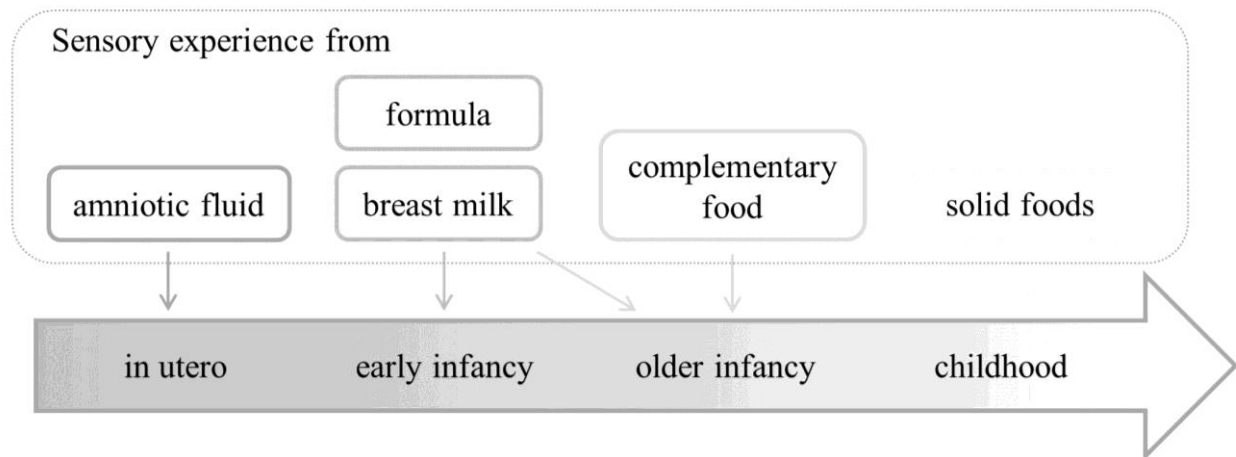 Sensory experience from
formula
amniotic fluid
breast milk
complementary
food
solid foods
in utero
early infancy
older infancy
childhood